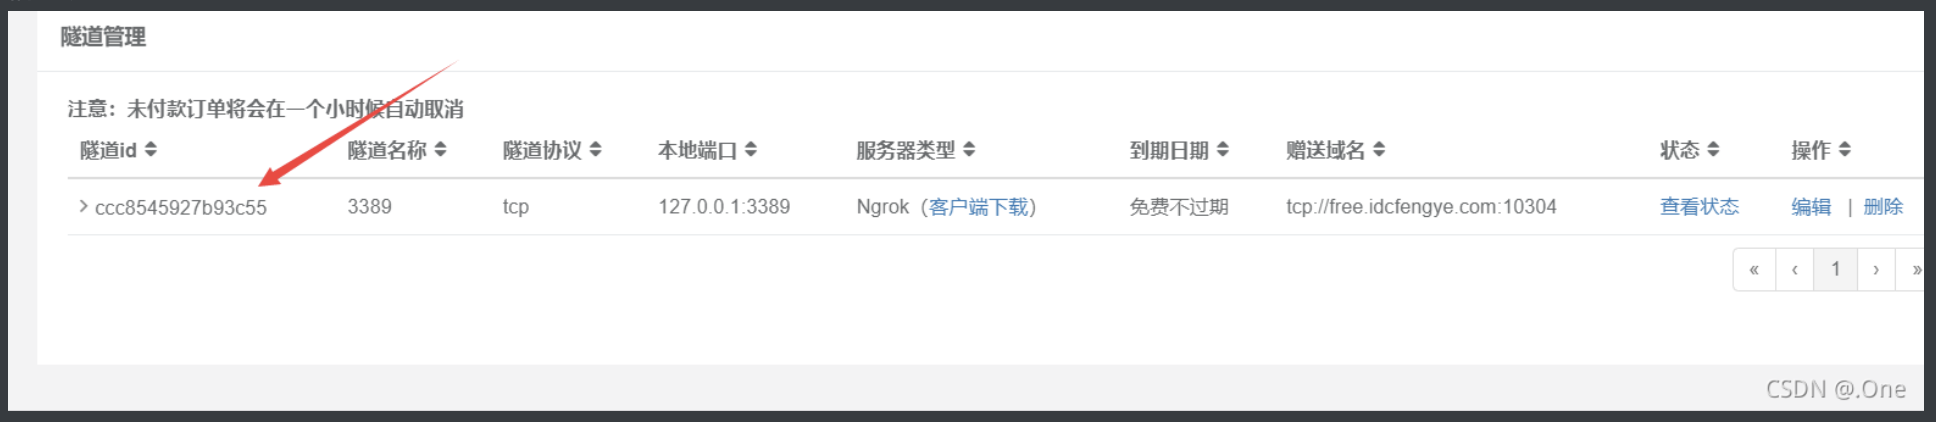 隧道管理
注意：未付款订单将会在一个小时候自动取消
隧道id 隧道名称 隧道协议 本地端口 服务器类型 到期日期 赠送域名 状态 操作
> ccc8545927b93c55 3389 tcp 127.0.0.1:3389 Ngrok（客户端下载） 免费不过期 tcp://free.idcfengye.com:10304 查看状态 编辑 | 删除
« ‹ 1 › »
CSDN @.One